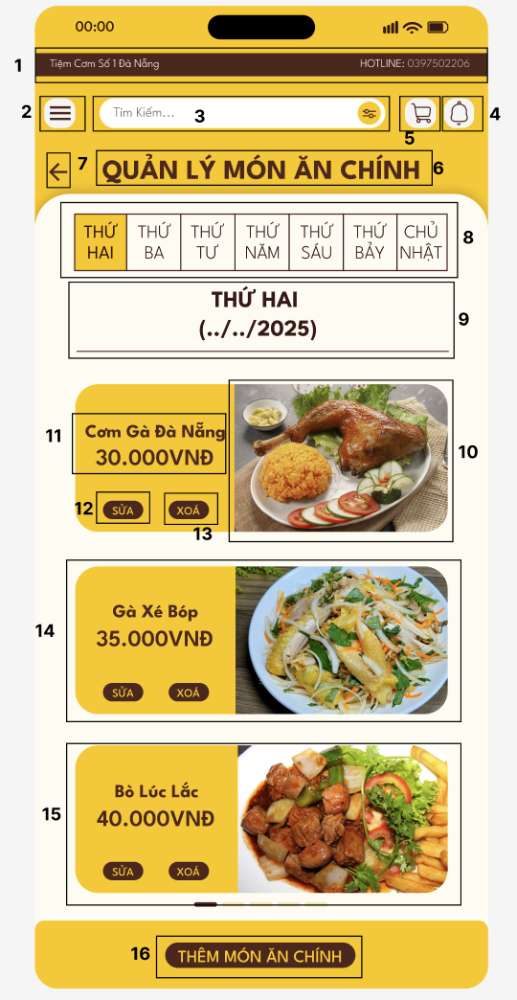 00:00
1
Tiệm Cơm Số 1 Đà Nẵng
HOTLINE: 0397502206
2
Tìm Kiếm...
3
4
5
7
QUẢN LÝ MÓN ĂN CHÍNH
6
THỨ HAI
THỨ BA
THỨ TƯ
THỨ NĂM
THỨ SÁU
THỨ BẢY
CHỦ NHẬT
8
THỨ HAI
(../../2025)
9
11
Cơm Gà Đà Nẵng
30.000VNĐ
10
12
SỬA
XOÁ
13
14
Gà Xé Bóp
35.000VNĐ
SỬA
XOÁ
15
Bò Lúc Lắc
40.000VNĐ
SỬA
XOÁ
16
THÊM MÓN ĂN CHÍNH